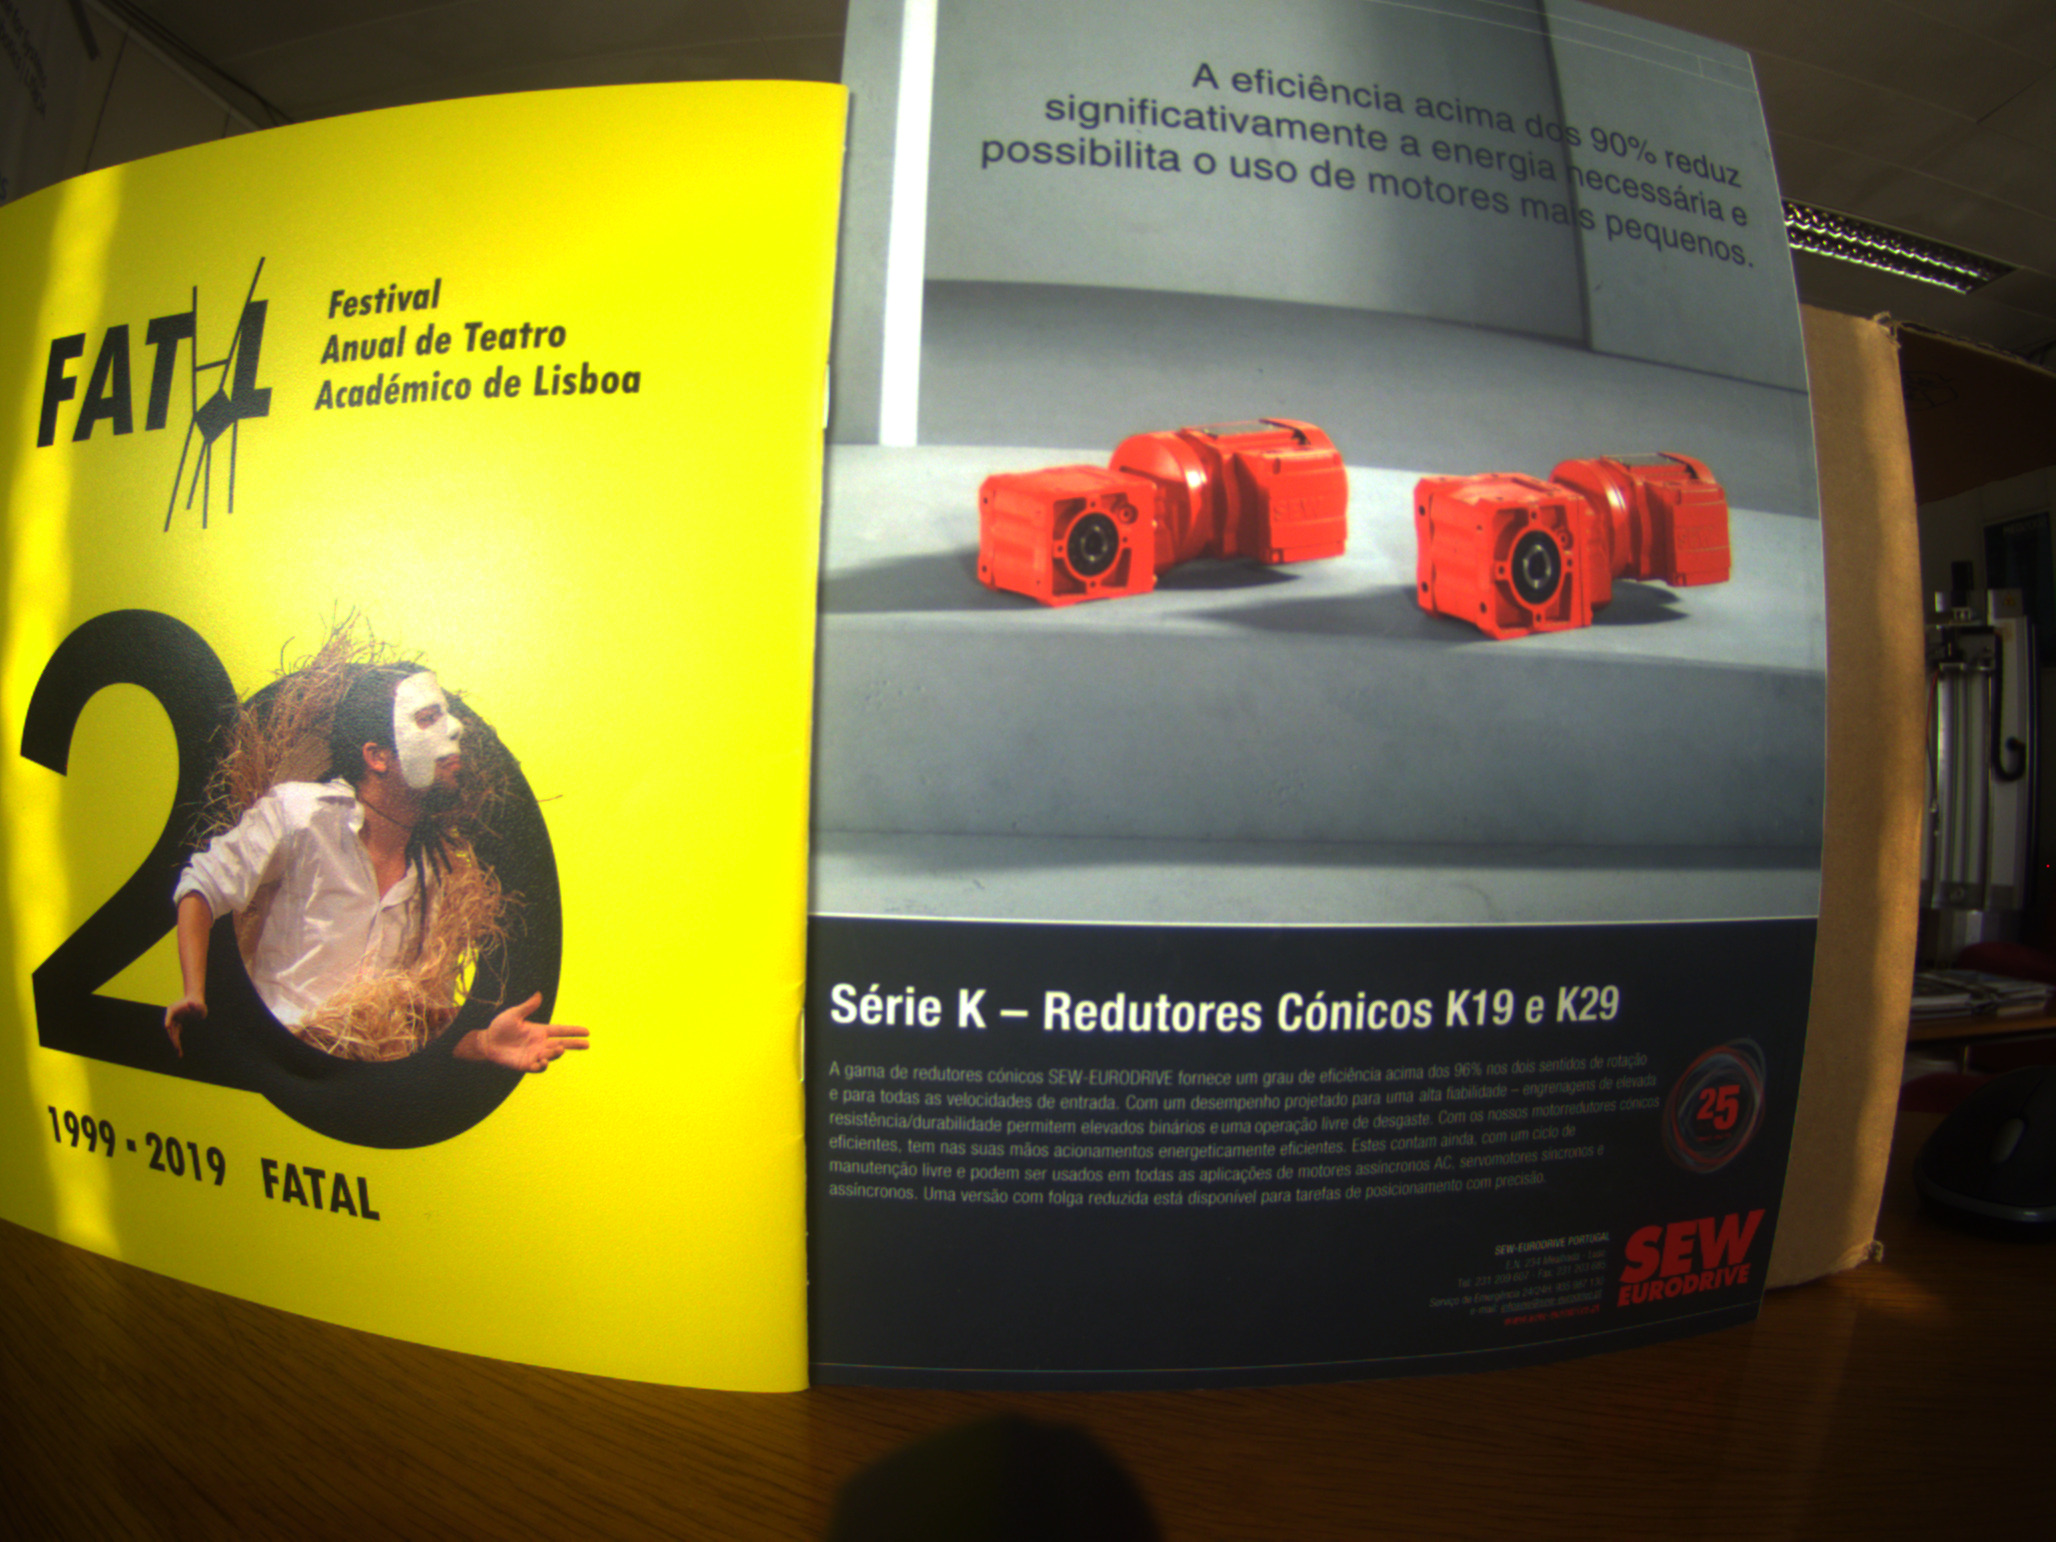 FATAL
Festival
Anual de Teatro
Académico de Lisboa
20
1999 - 2019 FATAL
A eficiência acima dos 90% reduz
significativamente a energia necessária e
possibilita o uso de motores mais pequenos.
Série K – Redutores Cónicos K19 e K29
A gama de redutores cónicos SEW-EURODRIVE fornece um grau de eficiência acima dos 96% nos dois sentidos de rotação
e para todas as velocidades de entrada. Com um desempenho projetado para uma alta fiabilidade – engrenagens de elevada
resistência/durabilidade permitem elevados binários e uma operação livre de desgaste. Com os nossos motorredutores cónicos
eficientes, tem nas suas mãos acionamentos energeticamente eficientes. Estes contam ainda, com um ciclo de
manutenção livre e podem ser usados em todas as aplicações de motores assíncronos AC, servomotores síncronos e
assíncronos. Uma versão com folga reduzida está disponível para tarefas de posicionamento com precisão.
25
SEW-EURODRIVE PORTUGAL
SEW
EURODRIVE